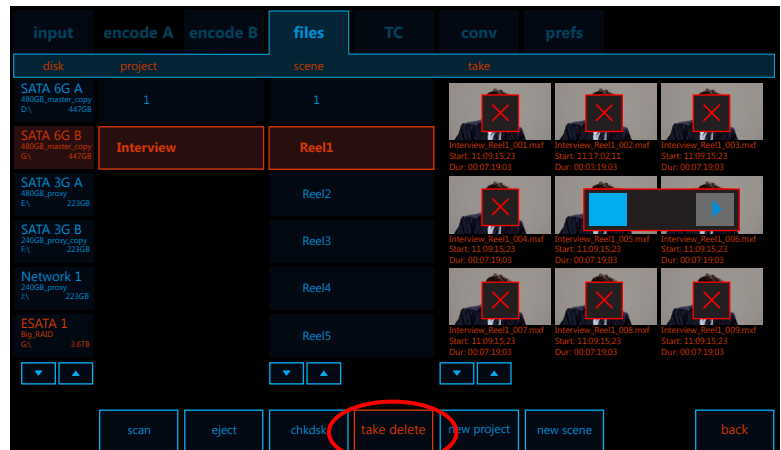 input encode A encode B files TC conv prefs
disk project scene take
SATA 6G A
480GB_master_copy
D:\ 447GB
1
1
SATA 6G B
480GB_master_copy
G:\ 447GB
Interview
Reel1
Interview_Reel1_001.mxf
Start: 11:09:15;23
Dur: 00:07:19;03
Interview_Reel1_002.mxf
Start: 11:17:02;11
Dur: 00:03:19;03
Interview_Reel1_003.mxf
Start: 11:09:15;23
Dur: 00:07:19;03
SATA 3G A
480GB_proxy
E:\ 223GB
Reel2
SATA 3G B
240GB_proxy_copy
F:\ 223GB
Reel3
Interview_Reel1_004.mxf
Start: 11:09:15;23
Dur: 00:07:19;03
Interview_Reel1_005.mxf
Start: 11:09:15;23
Dur: 00:07:19;03
Interview_Reel1_006.mxf
Start: 11:09:15;23
Dur: 00:07:19;03
Network 1
240GB_proxy
J:\ 223GB
Reel4
ESATA 1
Big_RAID
G:\ 3.6TB
Reel5
Interview_Reel1_007.mxf
Start: 11:09:15;23
Dur: 00:07:19;03
Interview_Reel1_008.mxf
Start: 11:09:15;23
Dur: 00:07:19;03
Interview_Reel1_009.mxf
Start: 11:09:15;23
Dur: 00:07:19;03
scan eject chkdsk take delete new project new scene back